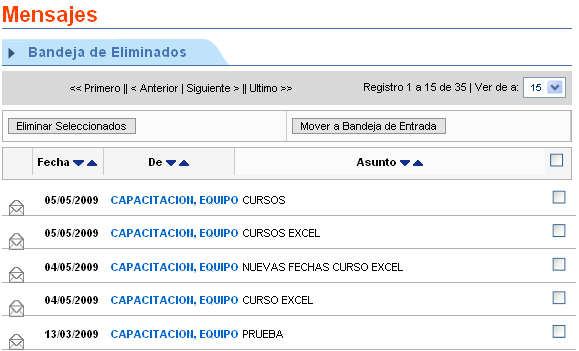 Mensajes
Bandeja de Eliminados
<< Primero || < Anterior | Siguiente > || Ultimo >> Registro 1 a 15 de 35 | Ver de a: 15
Eliminar Seleccionados Mover a Bandeja de Entrada
Fecha De Asunto
05/05/2009 CAPACITACION, EQUIPO CURSOS
05/05/2009 CAPACITACION, EQUIPO CURSOS EXCEL
04/05/2009 CAPACITACION, EQUIPO NUEVAS FECHAS CURSO EXCEL
04/05/2009 CAPACITACION, EQUIPO CURSO EXCEL
13/03/2009 CAPACITACION, EQUIPO PRUEBA